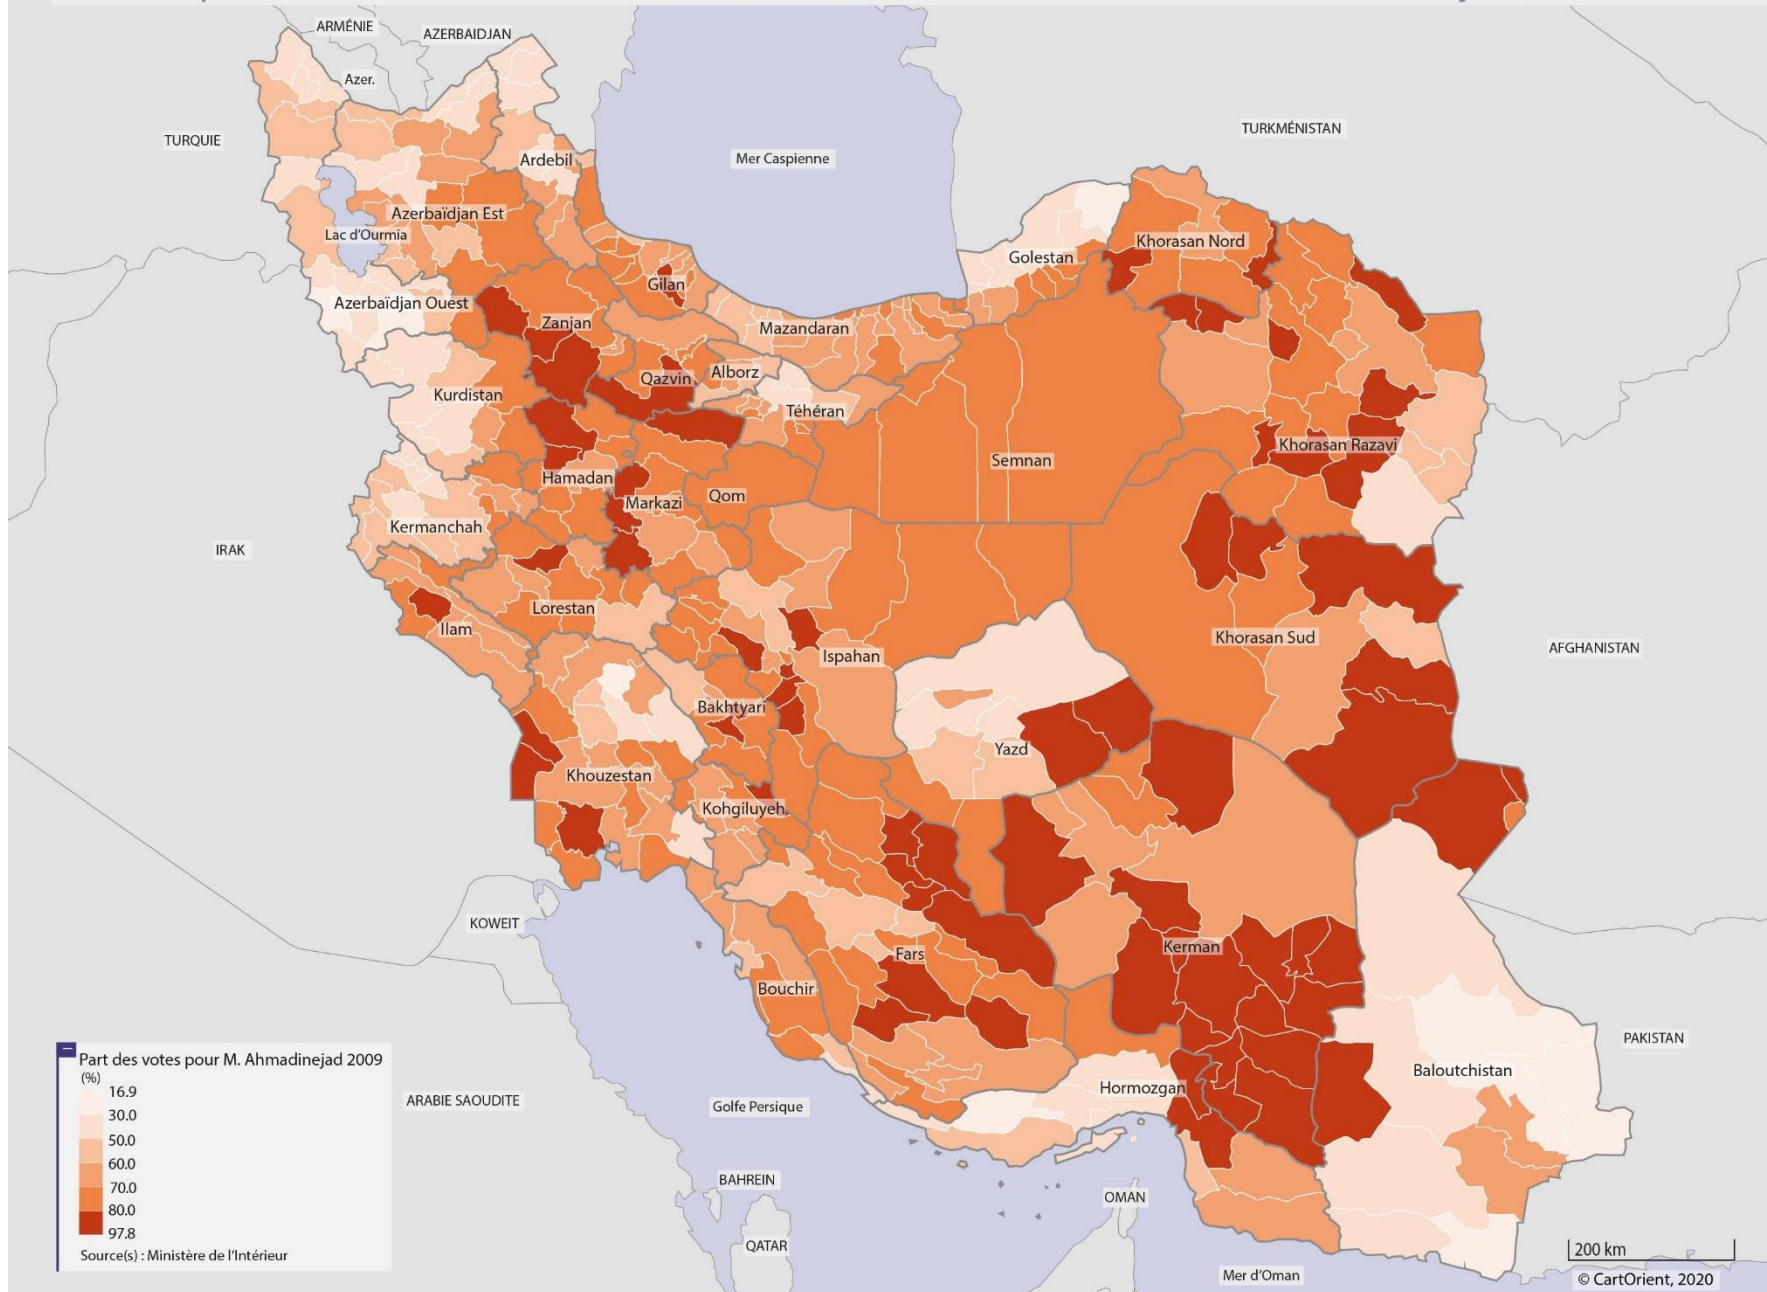 ARMÉNIE
AZERBAIDJAN
Azer.
TURQUIE
Mer Caspienne
TURKMÉNISTAN
Ardebil
Azerbaïdjan Est
Lac d'Ourmia
Golestan
Khorasan Nord
Gilan
Azerbaïdjan Ouest
Zanjan
Mazandaran
Qazvin
Alborz
Kurdistan
Téhéran
Khorasan Razavi
Semnan
Hamadan
Qom
Markazi
Kermanchah
IRAK
Lorestan
Ilam
Khorasan Sud
AFGHANISTAN
Ispahan
Bakhtyari
Yazd
Khouzestan
Kohgiluyeh
KOWEIT
Kerman
Fars
Bouchir
PAKISTAN
Baloutchistan
Hormozgan
ARABIE SAOUDITE
Golfe Persique
BAHREIN
OMAN
QATAR
Mer d'Oman
Part des votes pour M. Ahmadinejad 2009
(%)
16.9
30.0
50.0
60.0
70.0
80.0
97.8
Source(s) : Ministère de l'Intérieur
200 km
© CartOrient, 2020